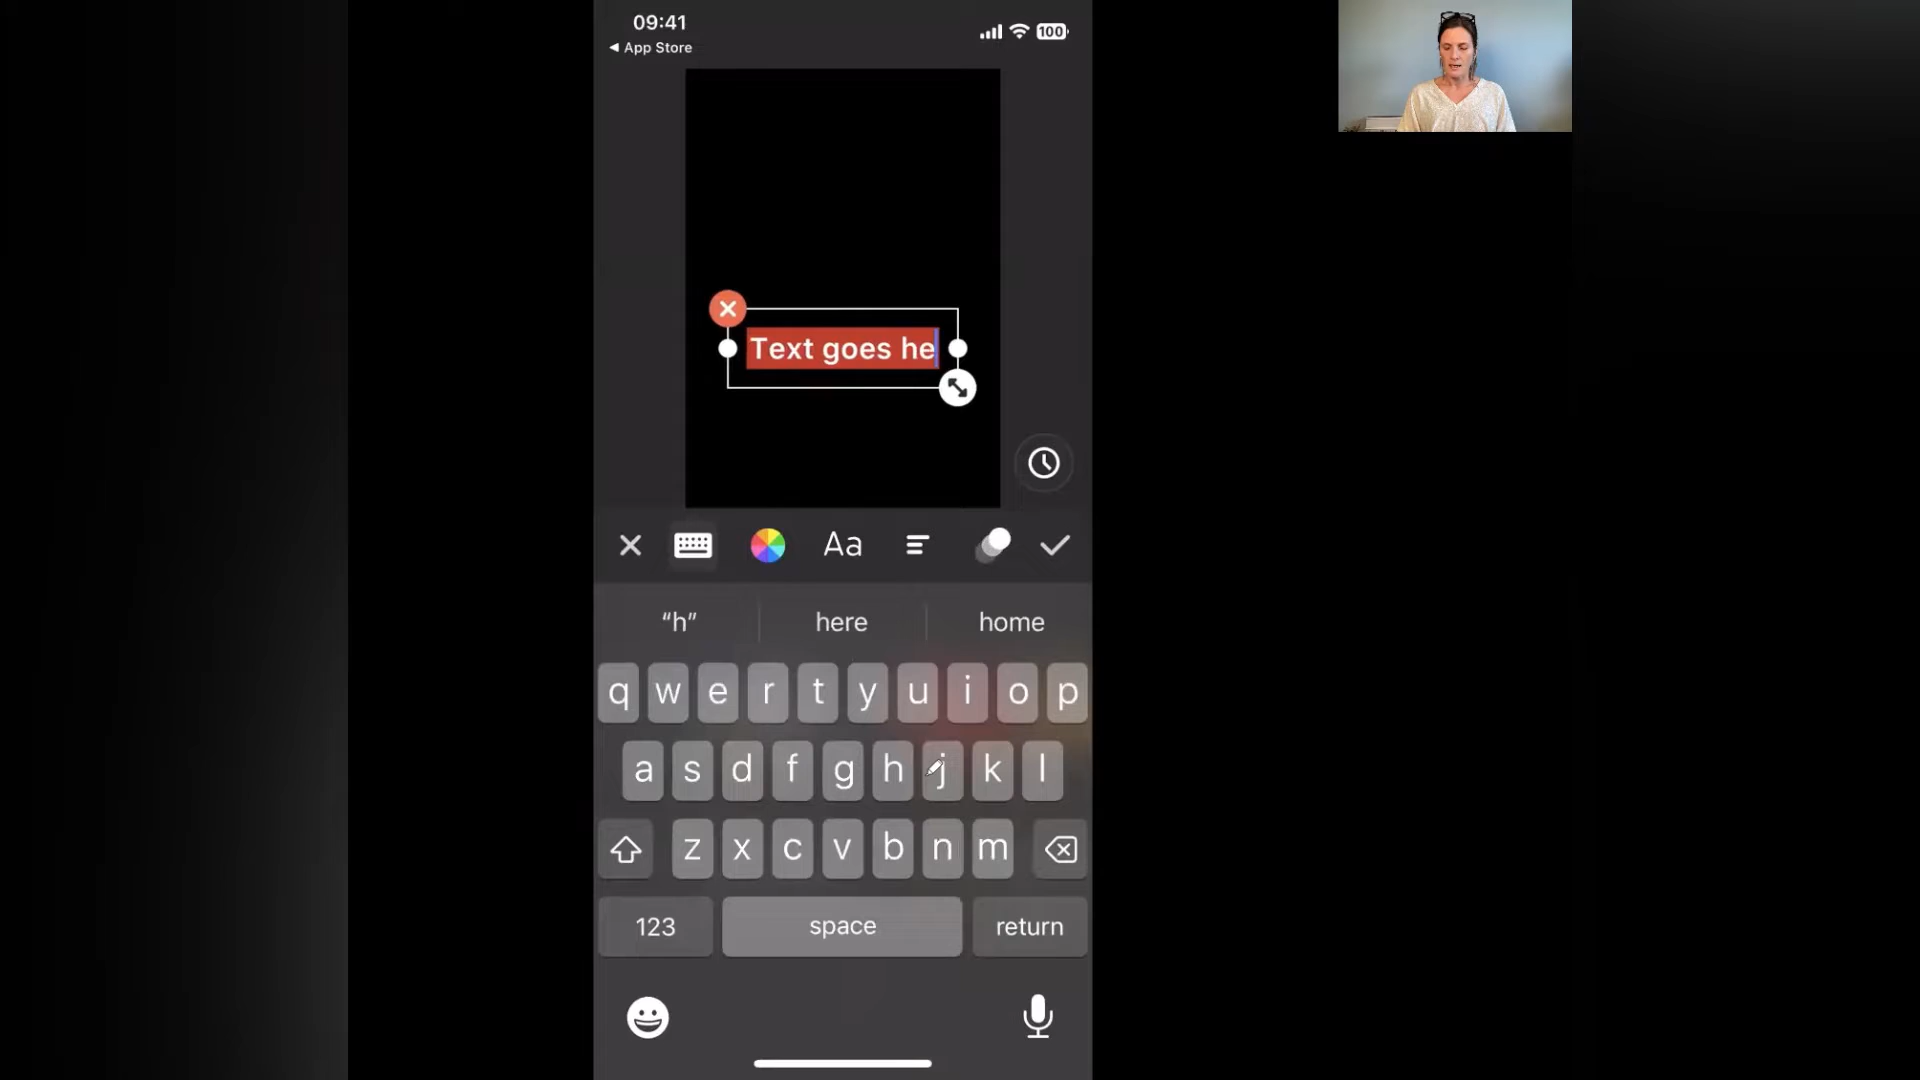 09:41
100
◀ App Store
Text goes he
Aa
“h” here home
q w e r t y u i o p
a s d f g h j k l
z x c v b n m
123 space return